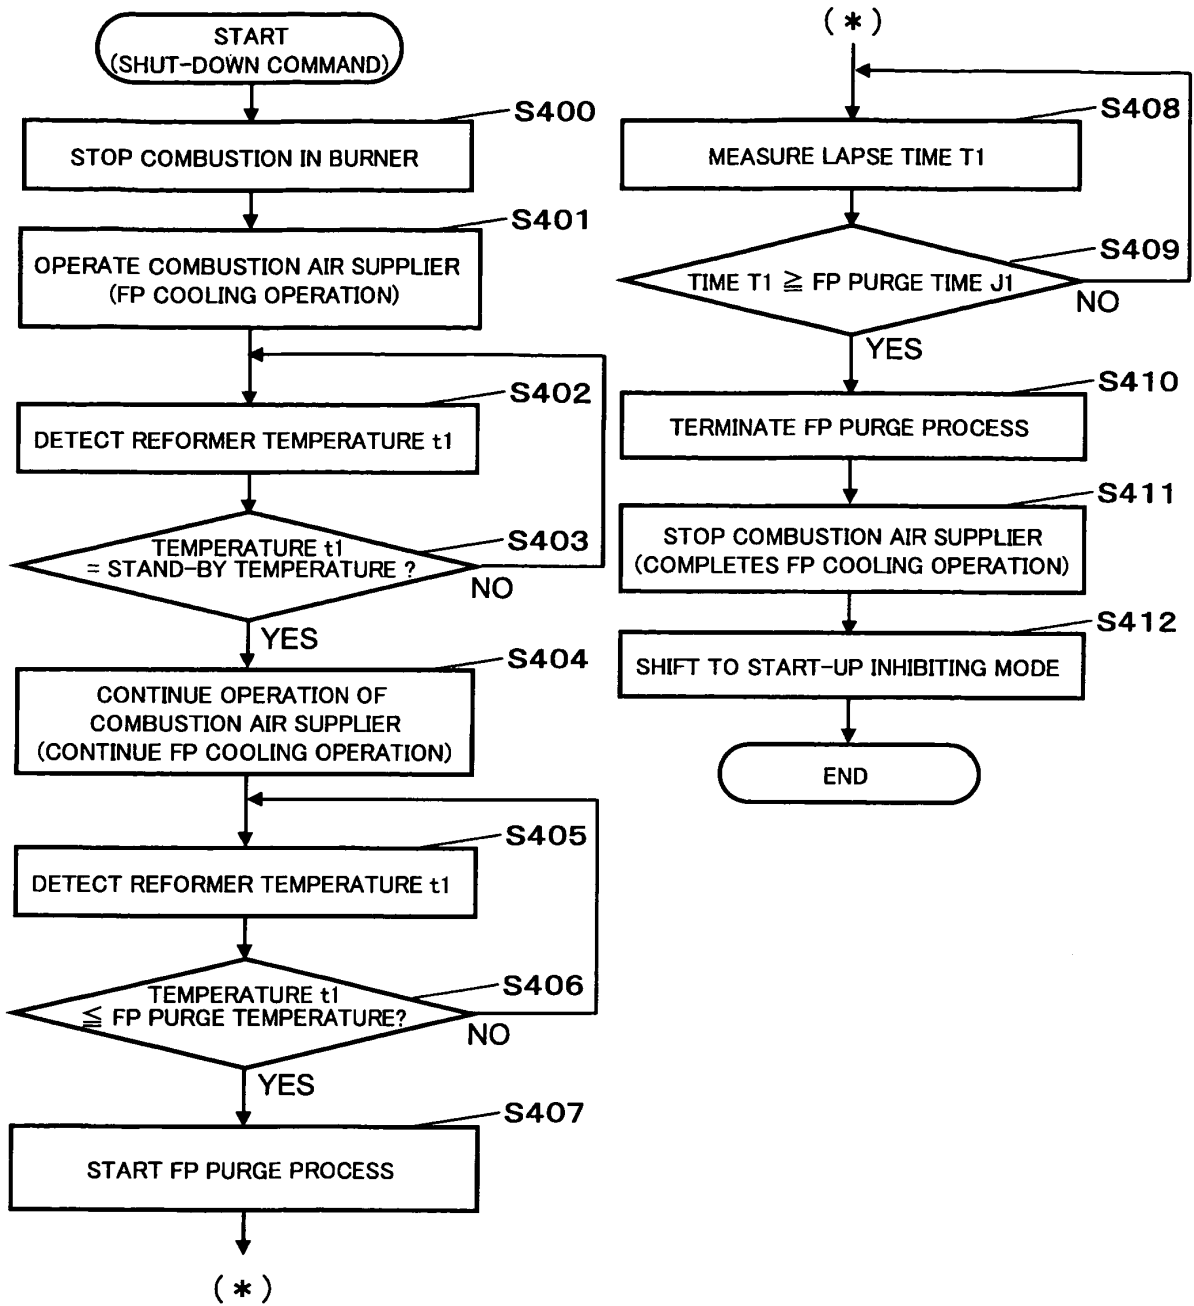 START
(SHUT-DOWN COMMAND)
S400
STOP COMBUSTION IN BURNER
S401
OPERATE COMBUSTION AIR SUPPLIER
(FP COOLING OPERATION)
S402
DETECT REFORMER TEMPERATURE t1
S403
TEMPERATURE t1
= STAND-BY TEMPERATURE ?
NO
YES
S404
CONTINUE OPERATION OF
COMBUSTION AIR SUPPLIER
(CONTINUE FP COOLING OPERATION)
S405
DETECT REFORMER TEMPERATURE t1
S406
TEMPERATURE t1
≦ FP PURGE TEMPERATURE?
NO
YES
S407
START FP PURGE PROCESS
(*)
(*)
S408
MEASURE LAPSE TIME T1
S409
TIME T1 ≧ FP PURGE TIME J1
NO
YES
S410
TERMINATE FP PURGE PROCESS
S411
STOP COMBUSTION AIR SUPPLIER
(COMPLETES FP COOLING OPERATION)
S412
SHIFT TO START-UP INHIBITING MODE
END